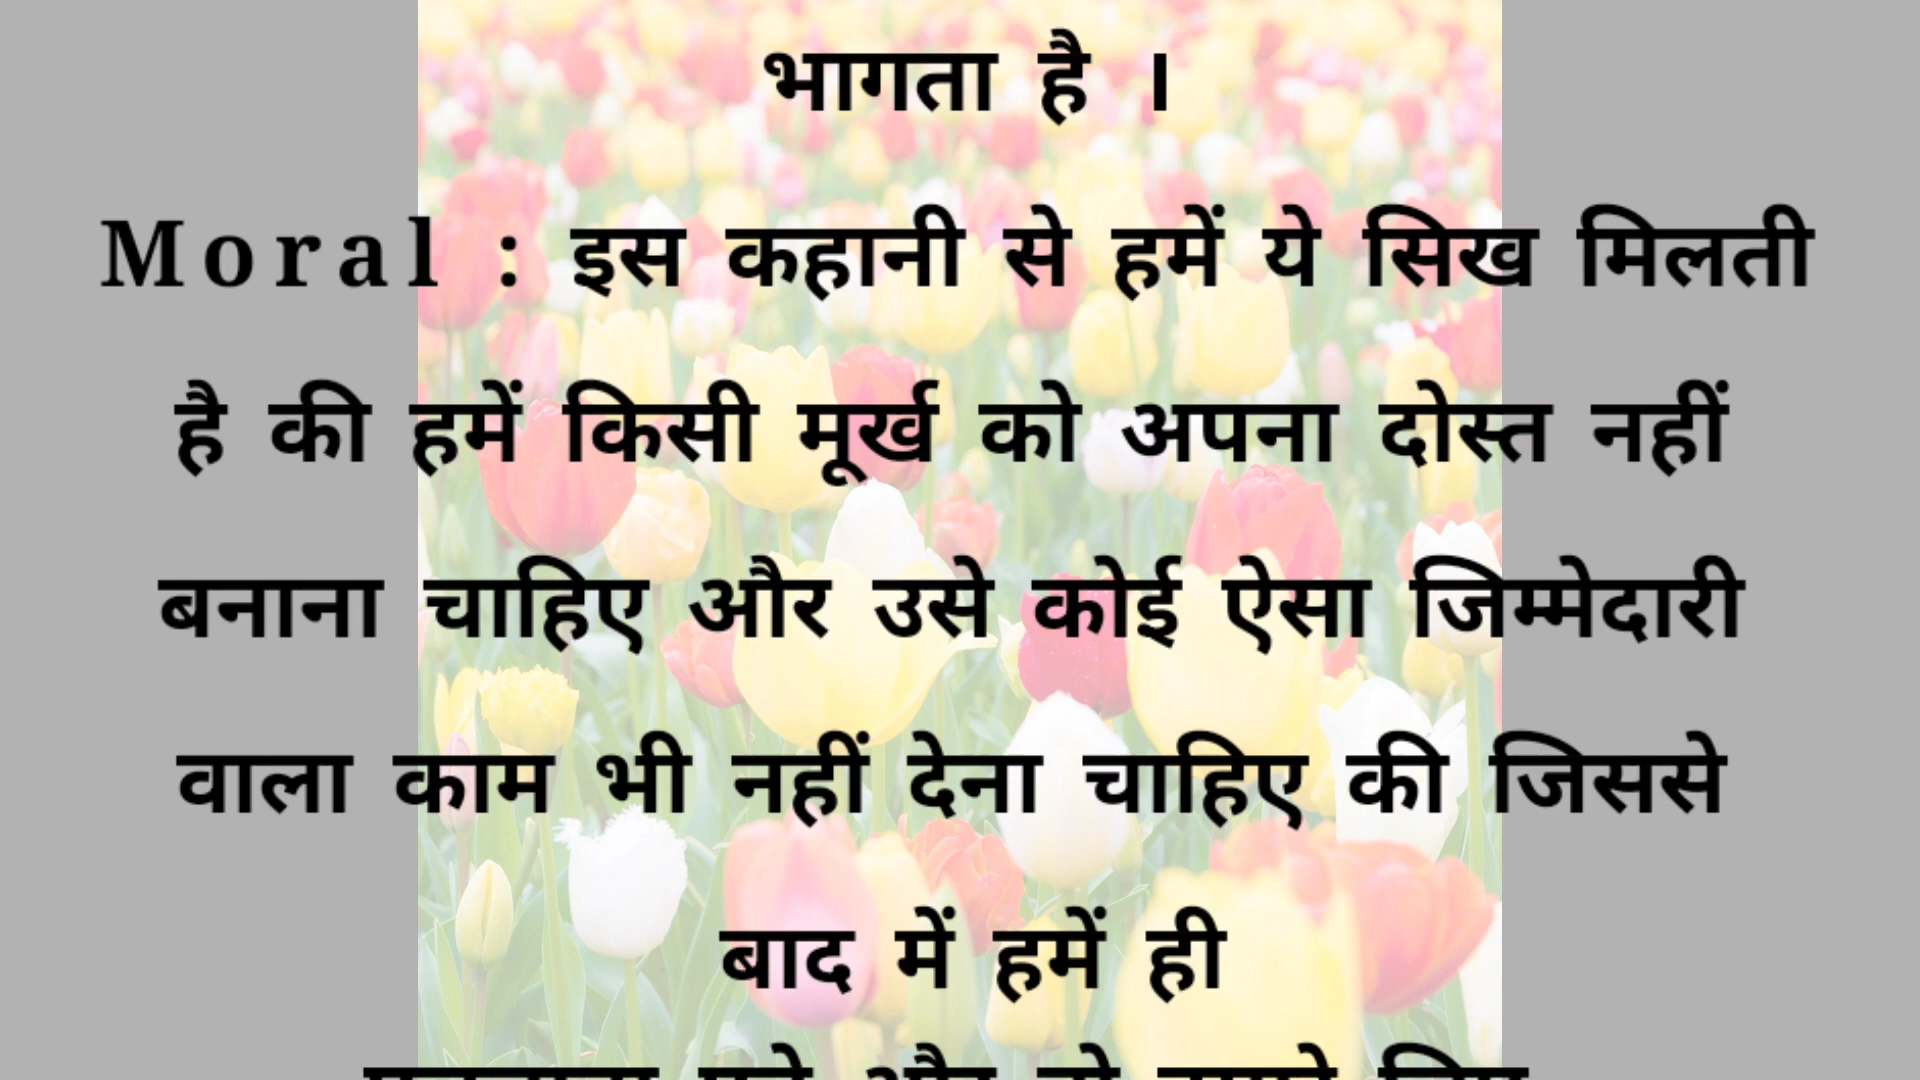 भागता है ।
Moral : इस कहानी से हमें ये सिख मिलती
है की हमें किसी मूर्ख को अपना दोस्त नहीं
बनाना चाहिए और उसे कोई ऐसा जिम्मेदारी
वाला काम भी नहीं देना चाहिए की जिससे
बाद में हमें ही